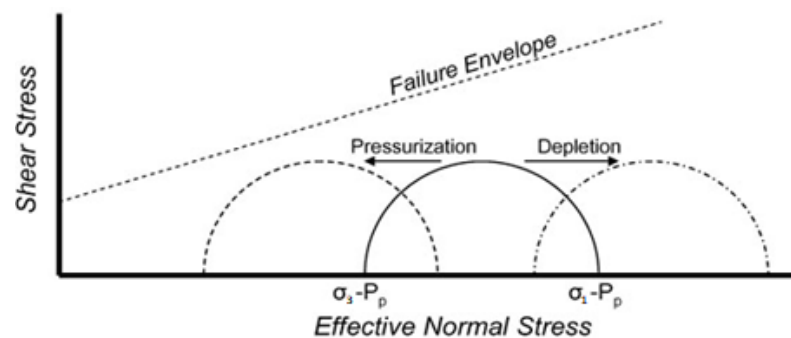 Shear Stress
Failure Envelope
Pressurization
Depletion
σ₃-Pₚ
σ₁-Pₚ
Effective Normal Stress